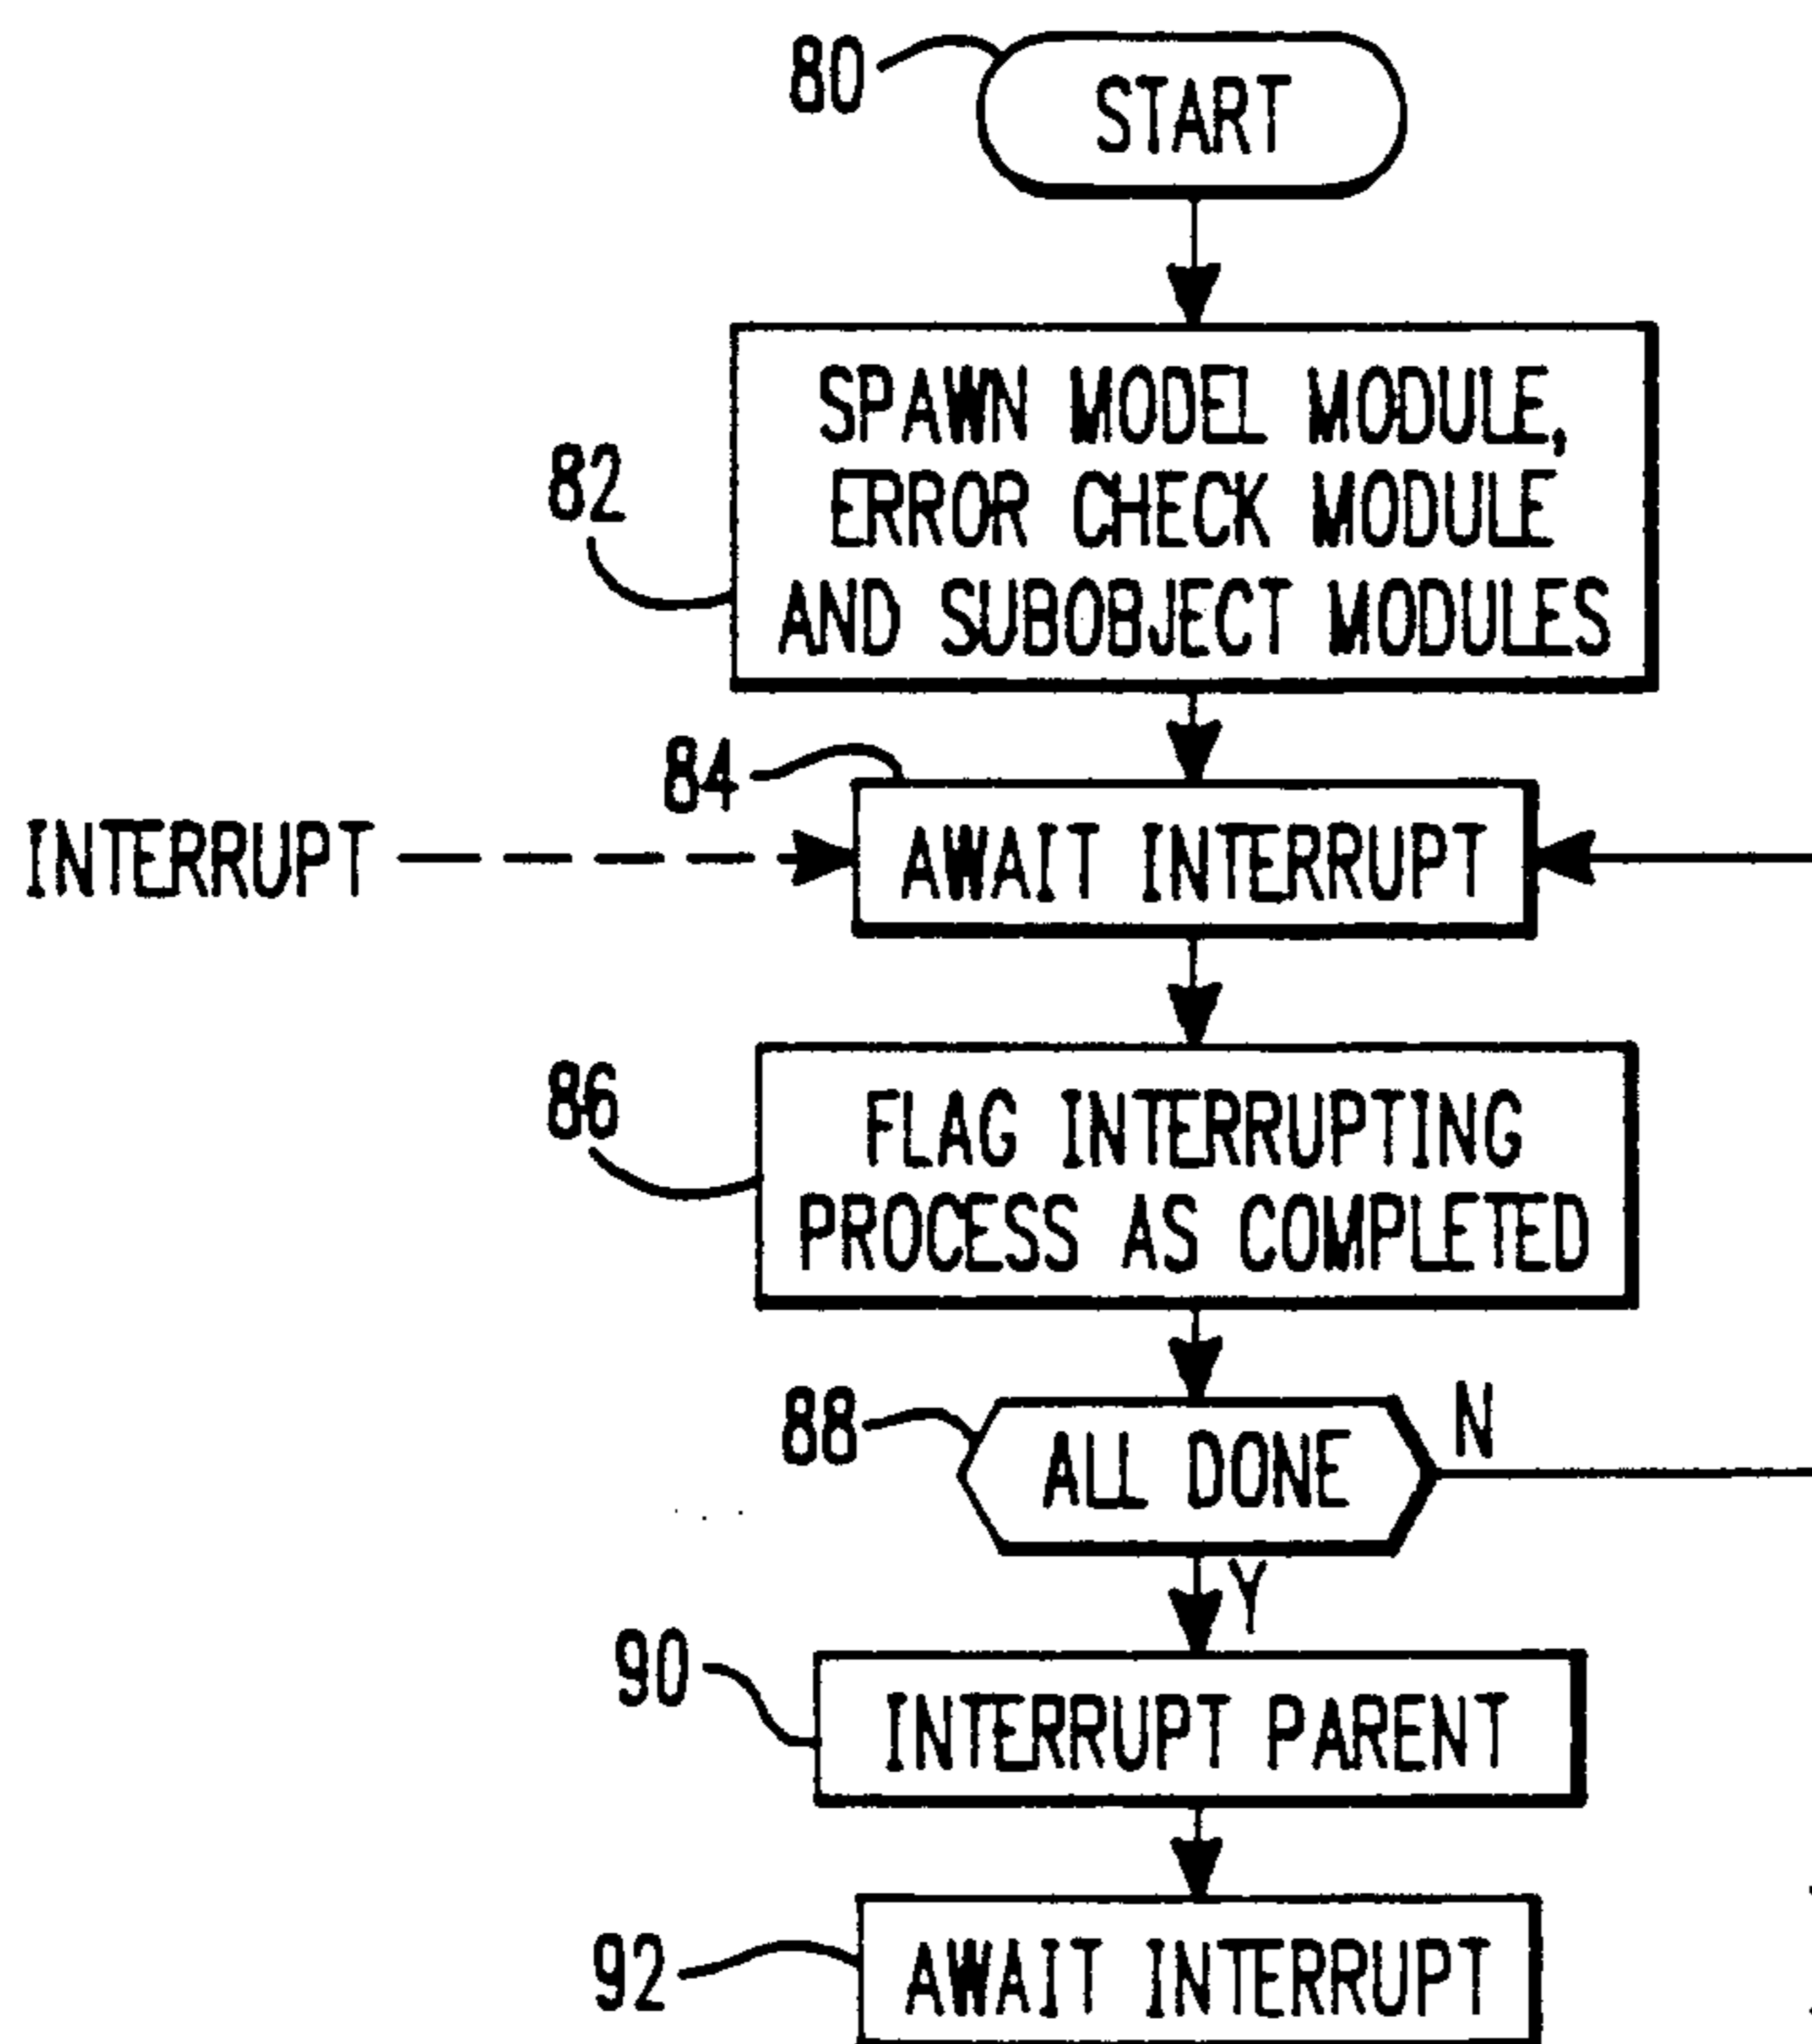 80
START
82
SPAWN MODEL MODULE,
ERROR CHECK MODULE
AND SUBOBJECT MODULES
84
INTERRUPT
AWAIT INTERRUPT
86
FLAG INTERRUPTING
PROCESS AS COMPLETED
88
ALL DONE
N
Y
90
INTERRUPT PARENT
92
AWAIT INTERRUPT